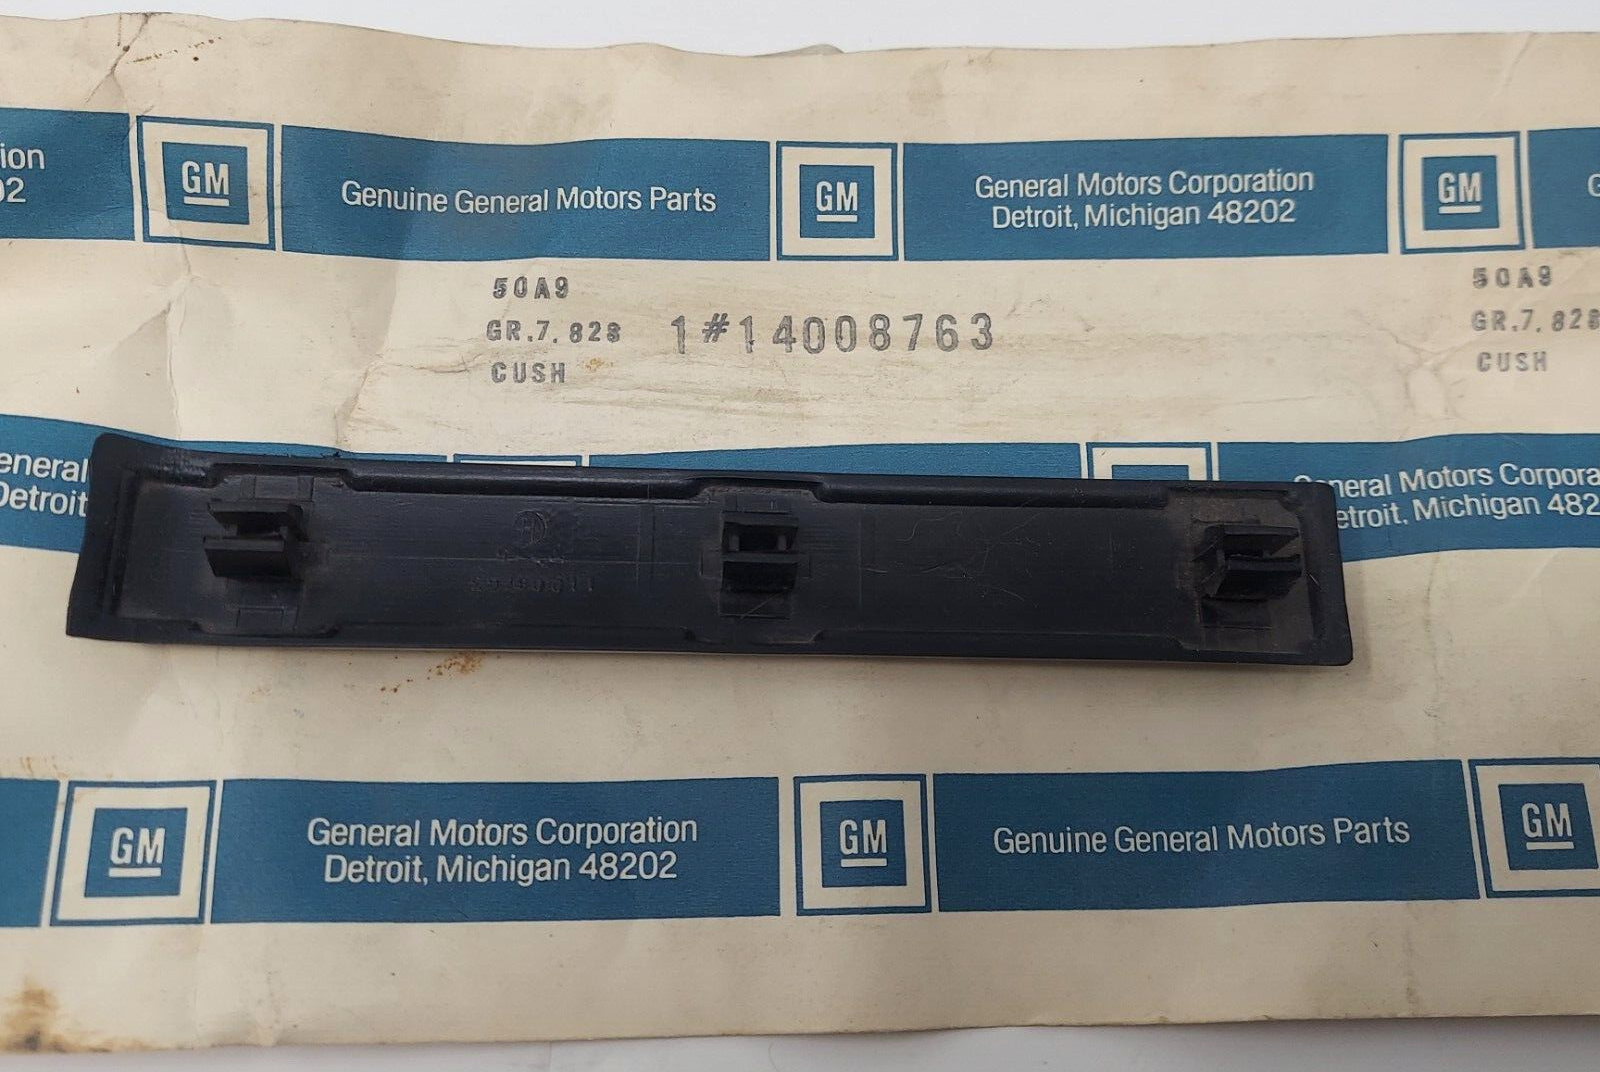 ion
02
GM
Genuine General Motors Parts
GM
General Motors Corporation
Detroit, Michigan 48202
GM
G
50A9
GR.7.828
CUSH
1#14008763
50A9
GR.7.828
CUSH
eneral
Detroit
neral Motors Corpora
etroit, Michigan 482
GM
General Motors Corporation
Detroit, Michigan 48202
GM
Genuine General Motors Parts
GM